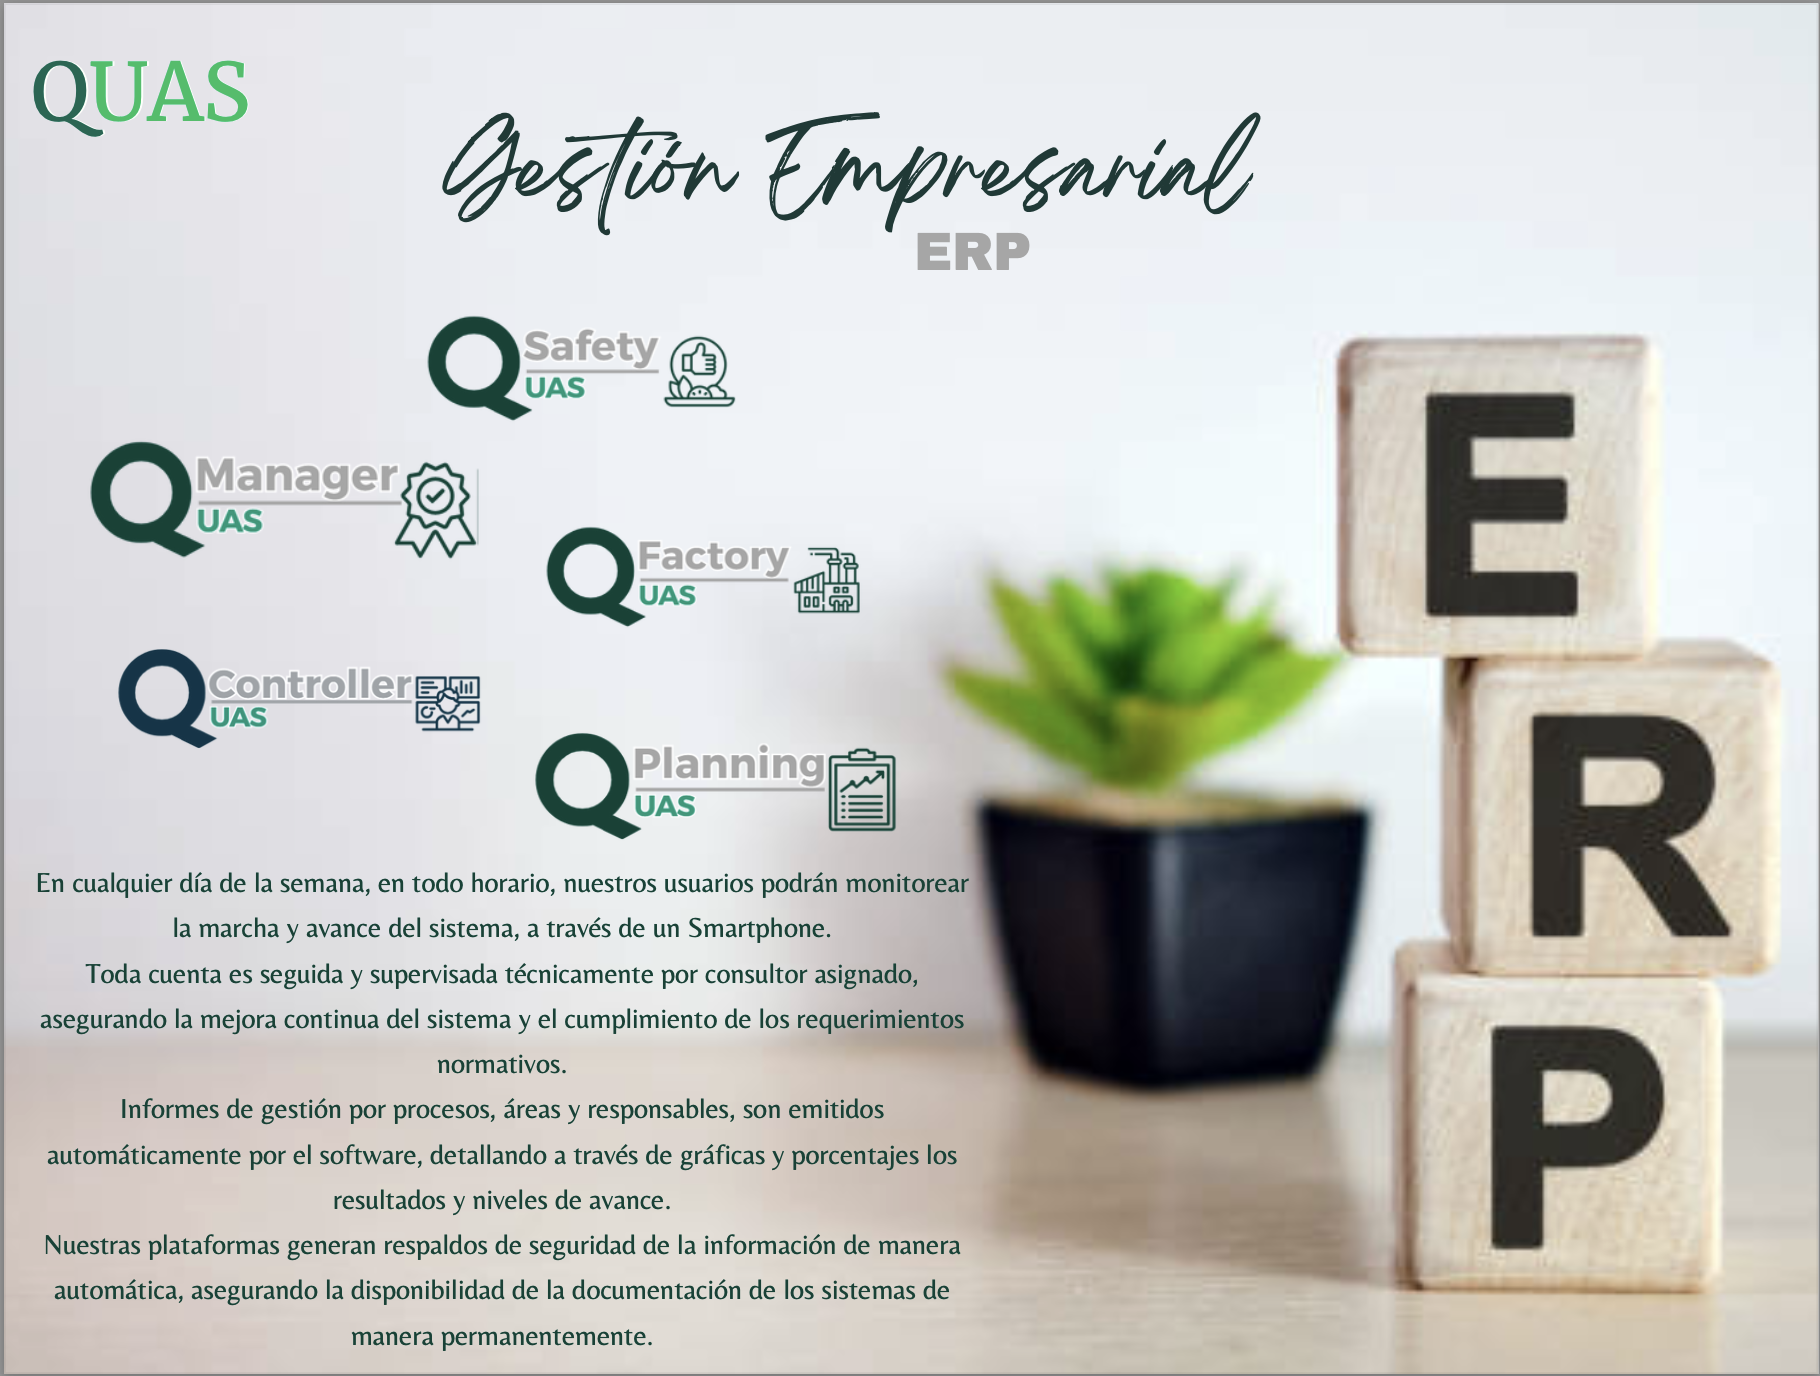 QUAS
Gestión Empresarial
ERP
Q Safety
UAS
Q Manager
UAS
Q Factory
UAS
Q Controller
UAS
Q Planning
UAS
En cualquier día de la semana, en todo horario, nuestros usuarios podrán monitorear
la marcha y avance del sistema, a través de un Smartphone.
Toda cuenta es seguida y supervisada técnicamente por consultor asignado,
asegurando la mejora continua del sistema y el cumplimiento de los requerimientos
normativos.
Informes de gestión por procesos, áreas y responsables, son emitidos
automáticamente por el software, detallando a través de gráficas y porcentajes los
resultados y niveles de avance.
Nuestras plataformas generan respaldos de seguridad de la información de manera
automática, asegurando la disponibilidad de la documentación de los sistemas de
manera permanentemente.
E
R
P